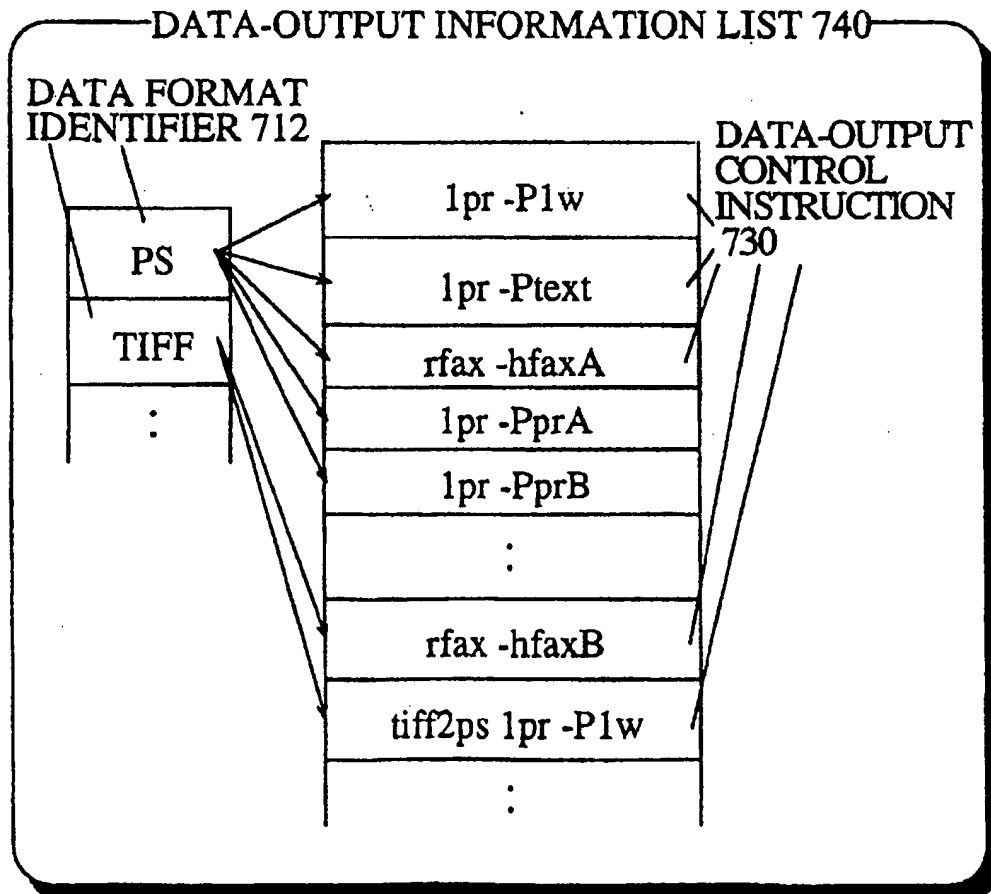 DATA-OUTPUT INFORMATION LIST 740
DATA FORMAT
IDENTIFIER 712
PS
TIFF
:
1pr -P1w
1pr -Ptext
rfax -hfaxA
1pr -PprA
1pr -PprB
:
rfax -hfaxB
tiff2ps 1pr -P1w
:
DATA-OUTPUT
CONTROL
INSTRUCTION
730